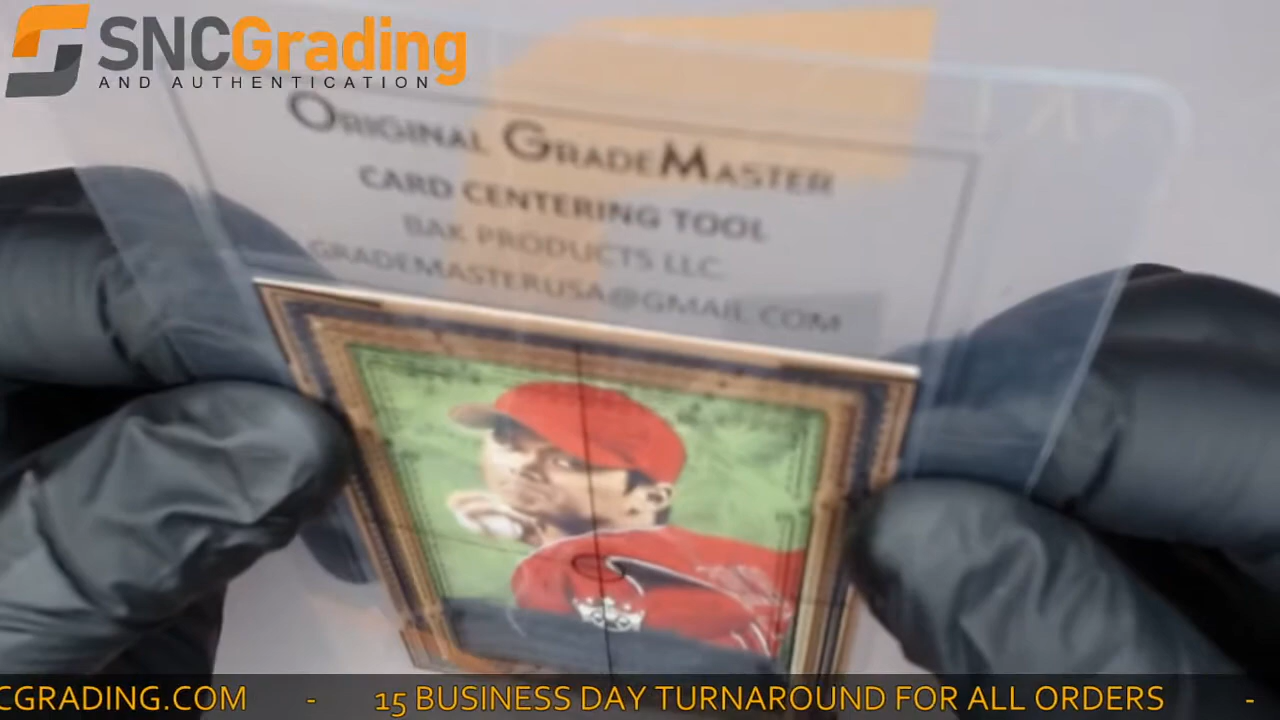 SNCGrading
AND AUTHENTICATION
ORIGINAL GRADEMASTER
CARD CENTERING TOOL
BAK PRODUCTS LLC.
GRADEMASTERUSA@GMAIL.COM
CGRADING.COM - 15 BUSINESS DAY TURNAROUND FOR ALL ORDERS -